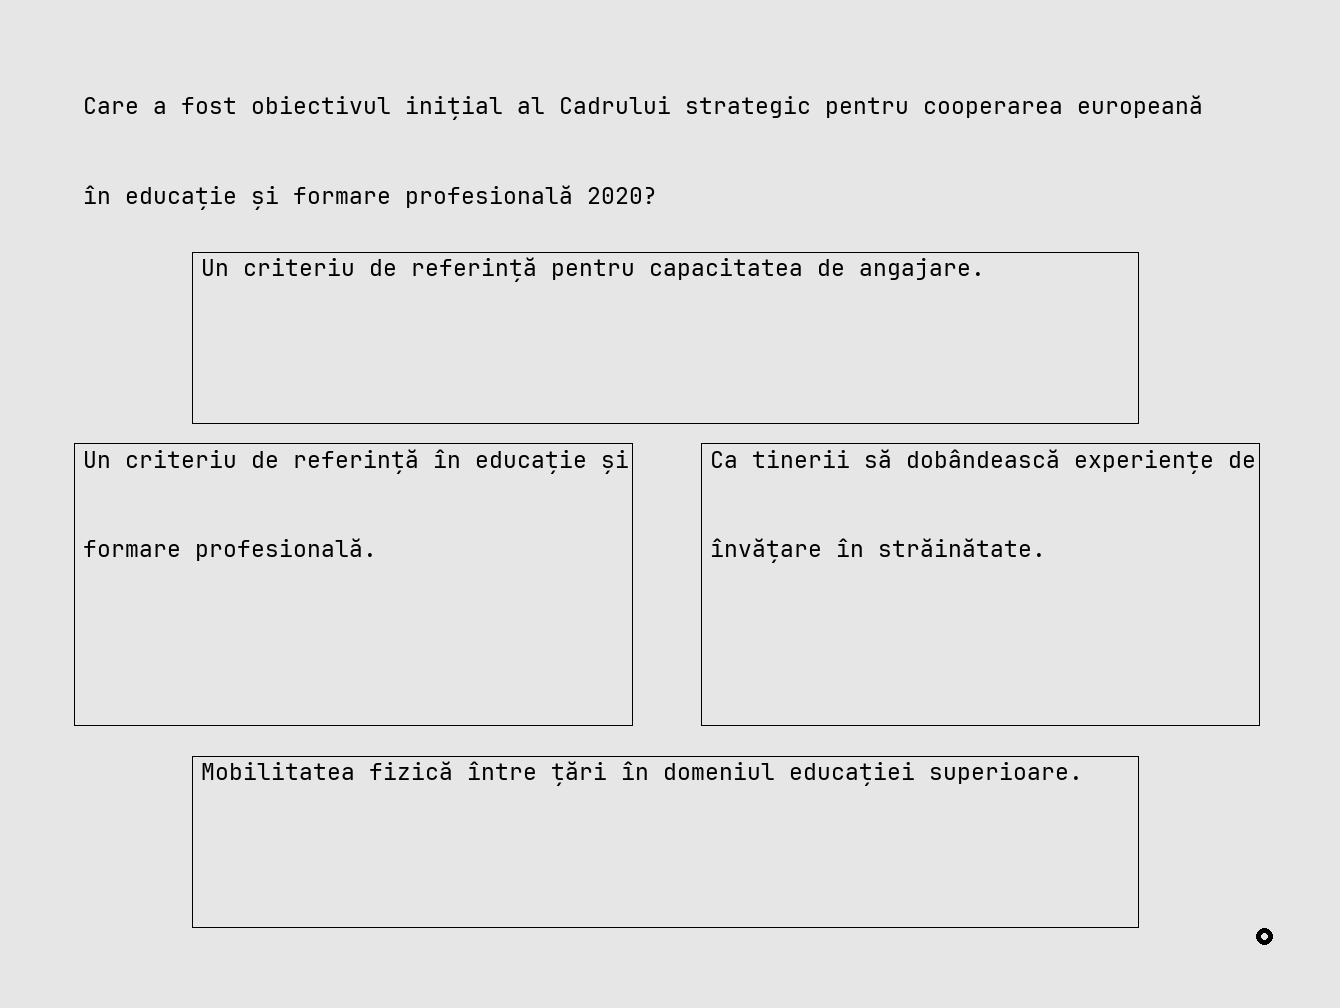 Care a fost obiectivul inițial al Cadrului strategic pentru cooperarea europeană
în educație și formare profesională 2020?
Un criteriu de referință pentru capacitatea de angajare.
Un criteriu de referință în educație și
formare profesională.
Ca tinerii să dobândească experiențe de
învățare în străinătate.
Mobilitatea fizică între țări în domeniul educației superioare.